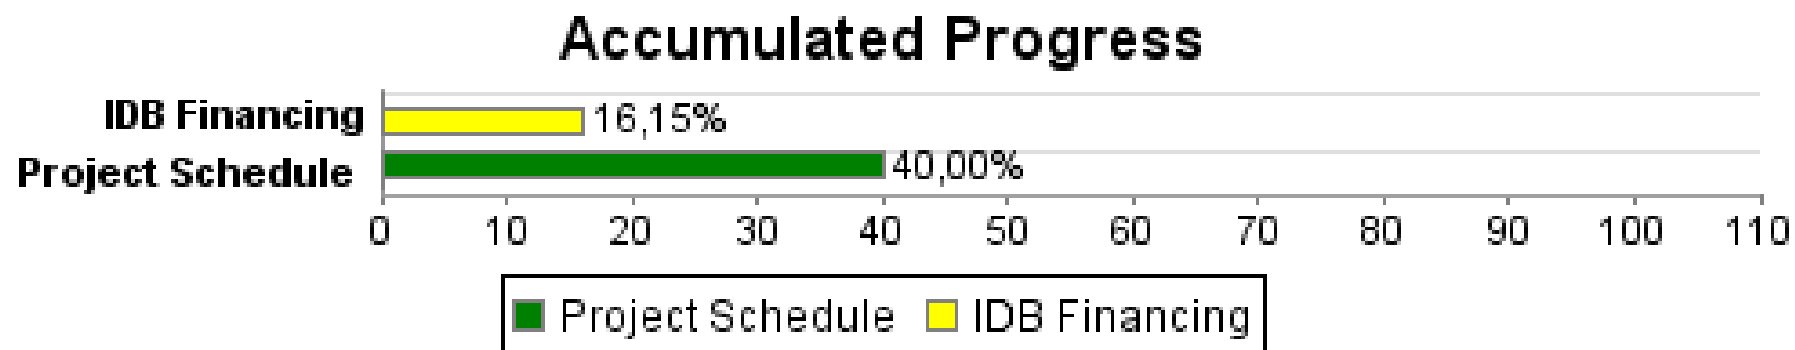 Accumulated Progress
IDB Financing 16,15%
Project Schedule 40,00%
0 10 20 30 40 50 60 70 80 90 100 110
Project Schedule IDB Financing